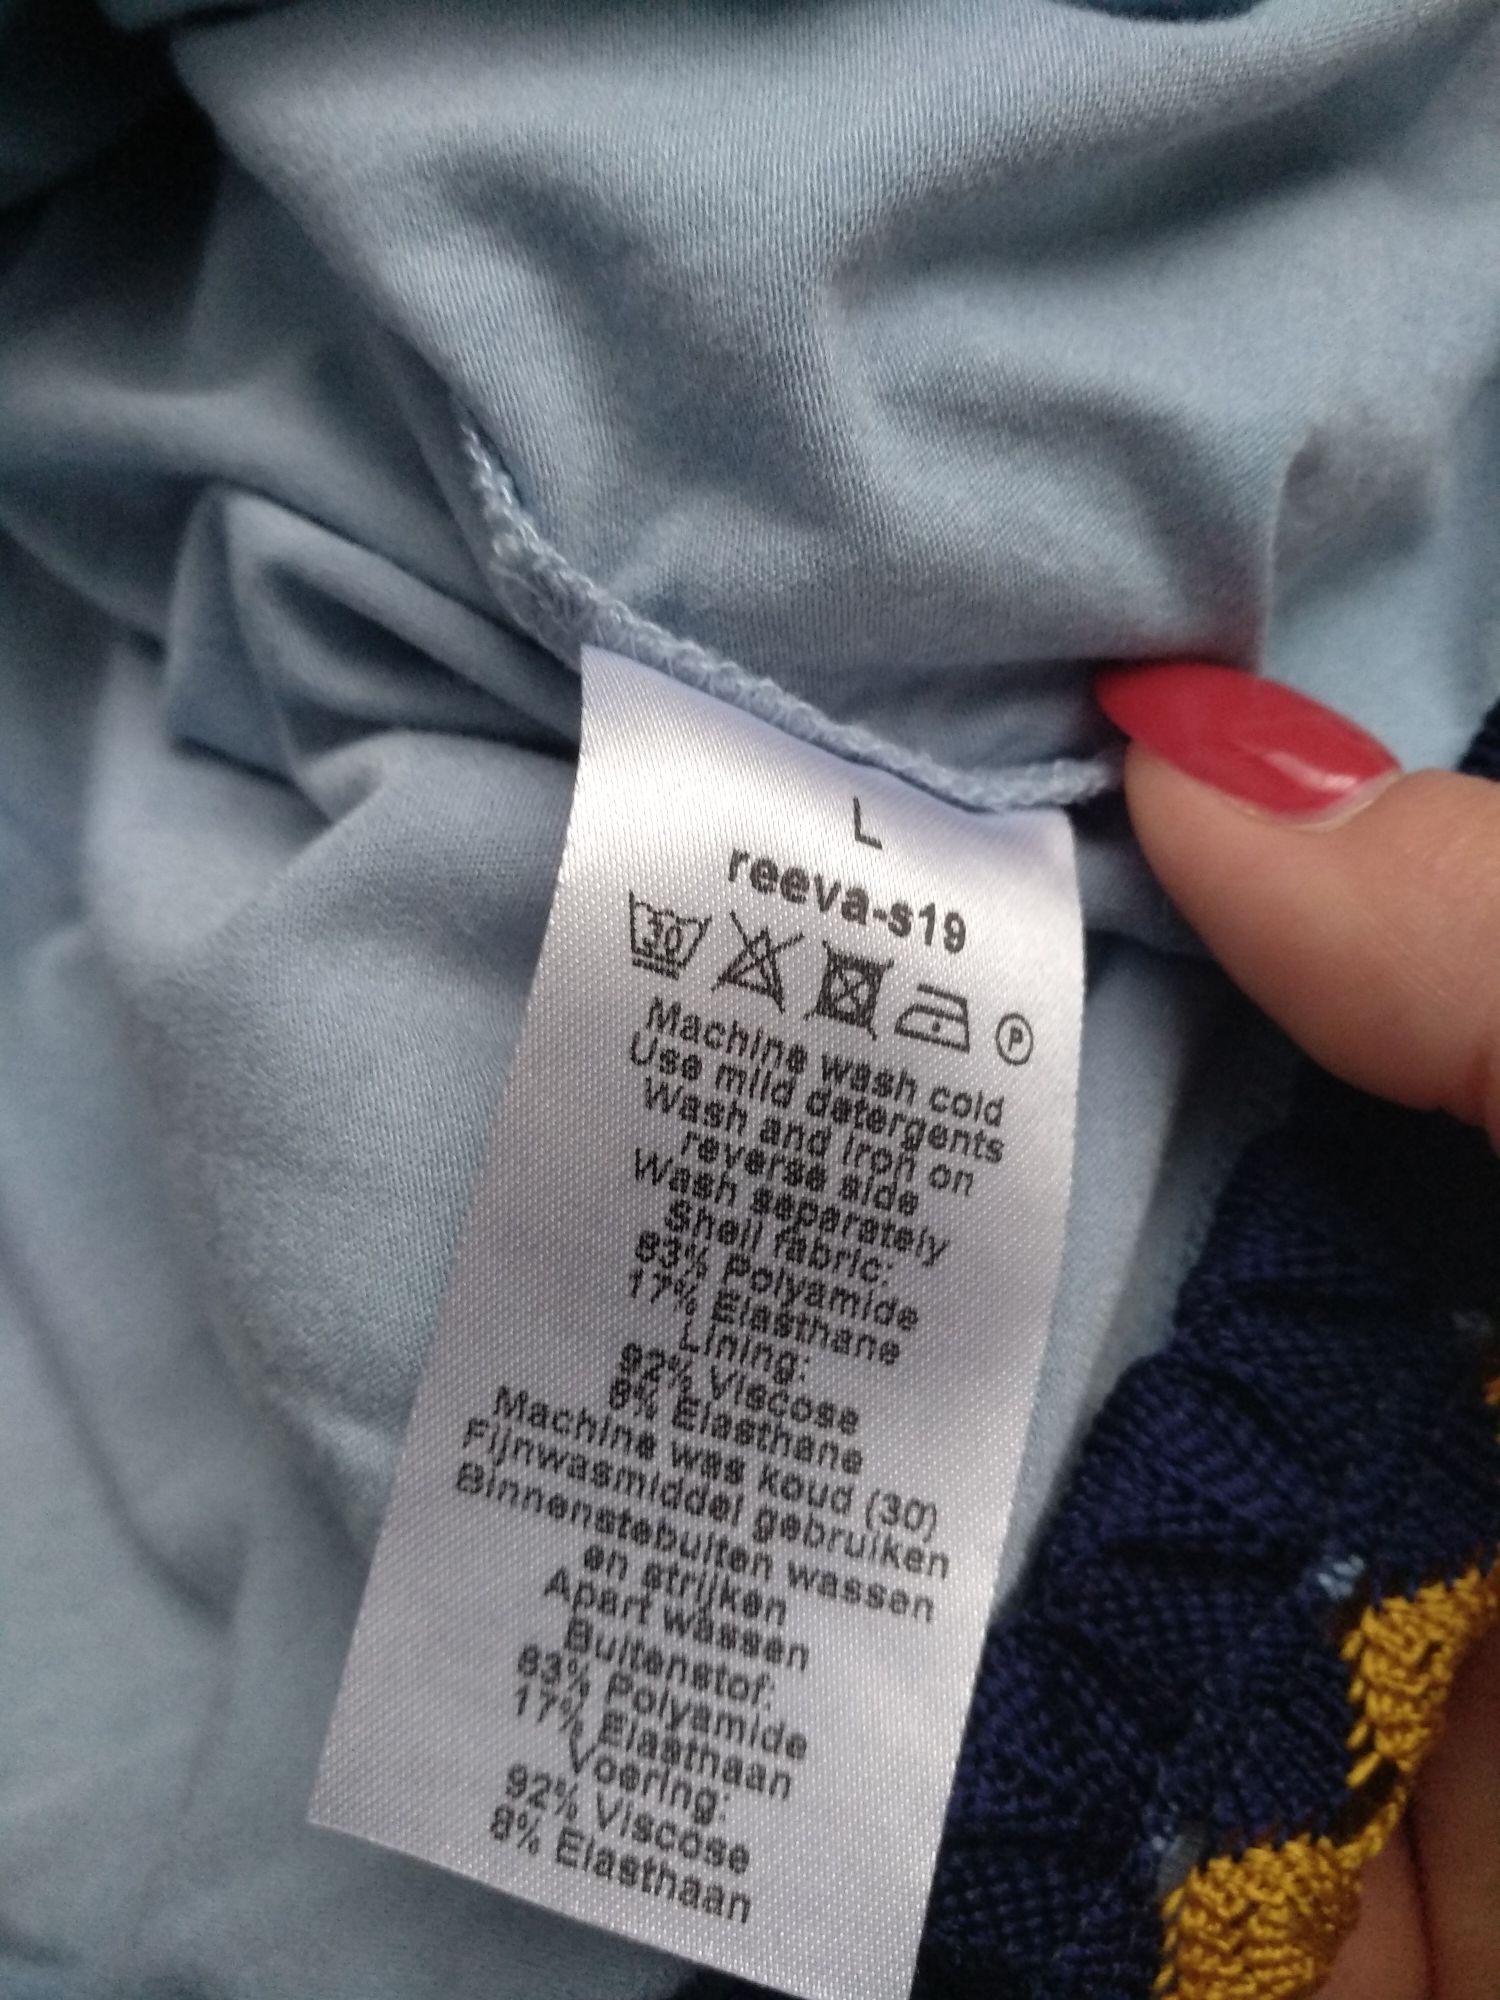 L
reeva-s19
30 P
Machine wash cold
Use mild detergents
Wash and iron on
reverse side
Wash separately
Shell fabric:
83% Polyamide
17% Elasthane
Lining:
92% Viscose
8% Elasthane
Machine was koud (30)
Fijnwasmiddel gebruiken
Binnenstebuiten wassen
en strijken
Apart wassen
Buitenstof:
83% Polyamide
17% Elasthaan
Voering:
92% Viscose
8% Elasthaan